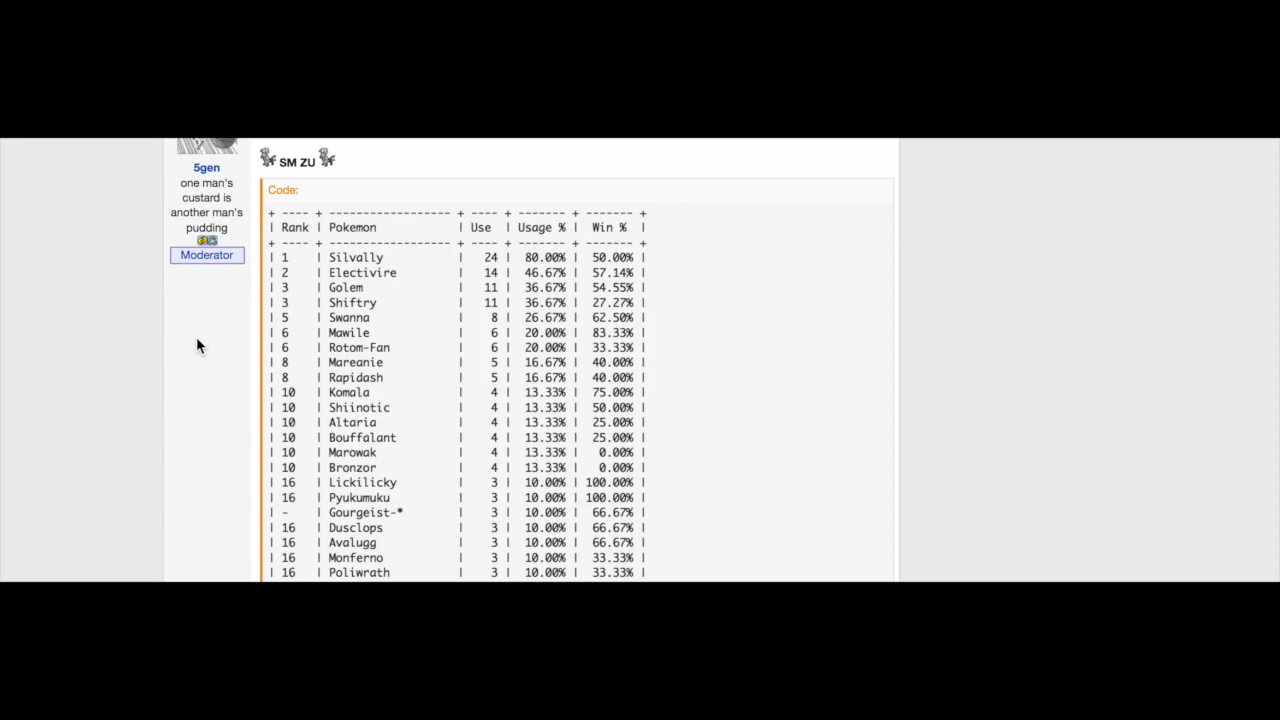 5gen
one man's
custard is
another man's
pudding
Moderator
SM ZU
Code:
+ ---- + ------------------ + ---- + ------- + ------- +
| Rank | Pokemon | Use | Usage % | Win % |
+ ---- + ------------------ + ---- + ------- + ------- +
| 1 | Silvally | 24 | 80.00% | 50.00% |
| 2 | Electivire | 14 | 46.67% | 57.14% |
| 3 | Golem | 11 | 36.67% | 54.55% |
| 3 | Shiftry | 11 | 36.67% | 27.27% |
| 5 | Swanna | 8 | 26.67% | 62.50% |
| 6 | Mawile | 6 | 20.00% | 83.33% |
| 6 | Rotom-Fan | 6 | 20.00% | 33.33% |
| 8 | Mareanie | 5 | 16.67% | 40.00% |
| 8 | Rapidash | 5 | 16.67% | 40.00% |
| 10 | Komala | 4 | 13.33% | 75.00% |
| 10 | Shiinotic | 4 | 13.33% | 50.00% |
| 10 | Altaria | 4 | 13.33% | 25.00% |
| 10 | Bouffalant | 4 | 13.33% | 25.00% |
| 10 | Marowak | 4 | 13.33% | 0.00% |
| 10 | Bronzor | 4 | 13.33% | 0.00% |
| 16 | Lickilicky | 3 | 10.00% | 100.00% |
| 16 | Pyukumuku | 3 | 10.00% | 100.00% |
| - | Gourgeist-* | 3 | 10.00% | 66.67% |
| 16 | Dusclops | 3 | 10.00% | 66.67% |
| 16 | Avalugg | 3 | 10.00% | 66.67% |
| 16 | Monferno | 3 | 10.00% | 33.33% |
| 16 | Poliwrath | 3 | 10.00% | 33.33% |